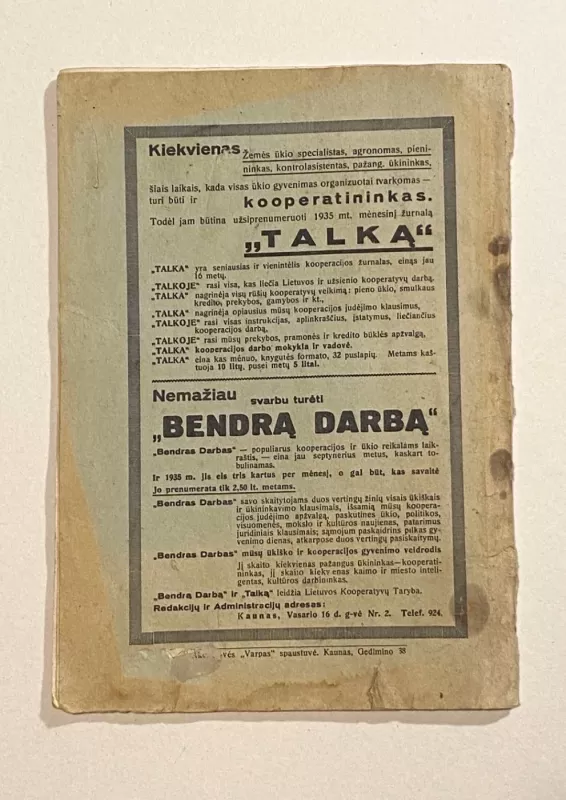 Kiekvienas
Žemės ūkio specialistas, agronomas, pieni-
ninkas, kontrolasistentas, pažang. ūkininkas,
šiais laikais, kada visas ūkio gyvenimas organizuotai tvarkomas —
turi būti ir kooperatininkas.
Todėl jam būtina užsiprenumeruoti 1935 mt. mėnesinį žurnalą
„TALKĄ“
„TALKA“ yra seniausias ir vienintėlis kooperacijos žurnalas, einąs jau
16 metų.
„TALKOJE“ rasi visa, kas liečia Lietuvos ir užsienio kooperatyvų darbą.
„TALKA“ nagrinėja visų rūšių kooperatyvų veikimą: pieno ūkio, smulkaus
kredito, prekybos, gamybos ir kt.,
„TALKA“ nagrinėja opiausius mūsų kooperacijos judėjimo klausimus,
„TALKOJE“ rasi visas instrukcijas, aplinkraščius, įstatymus, liečiančius
kooperacijos darbą,
„TALKOJE“ rasi mūsų prekybos, pramonės ir kredito būklės apžvalgą,
„TALKA“ kooperacijos darbo mokykla ir vadovė.
„TALKA“ eina kas mėnuo, knygutės formato, 32 puslapių. Metams kaš-
tuoja 10 litų, pusei metų 5 litai.
Nemažiau svarbu turėti
„BENDRĄ DARBĄ“
„Bendras Darbas“ — populiarus kooperacijos ir ūkio reikalams laik-
raštis, — eina jau septynerius metus, kaskart to-
bulinamas.
Ir 1935 m. jis eis tris kartus per mėnesį, o gal būt, kas savaitė
Jo prenumerata tik 2.50 lt. metams.
„Bendras Darbas“ savo skaitytojams duos vertingų žinių visais ūkiškais
ir ūkininkavimo klausimais, išsamią mūsų koopera-
cijos judėjimo apžvalgą, paskutines ūkio, politikos,
visuomenės, mokslo ir kultūros naujienas, patarimus
juridiniais klausimais; sąmojum paskaidrins pilkas gy-
venimo dienas, atkarpose duos vertingų pasiskaitymų.
„Bendras Darbas“ mūsų ūkiško ir kooperacijos gyvenimo veidrodis
Jį skaito kiekvienas pažangus ūkininkas—kooperati-
ninkas, jį skaito kiekvienas kaimo ir miesto inteli-
gentas, kultūros darbininkas.
„Bendrą Darbą“ ir „Talką“ leidžia Lietuvos Kooperatyvų Taryba.
Redakcijų ir Administracijų adresas:
Kaunas, Vasario 16 d. g-vė Nr. 2. Telef. 924.
vės „Varpas“ spaustuvė. Kaunas, Gedimino 38